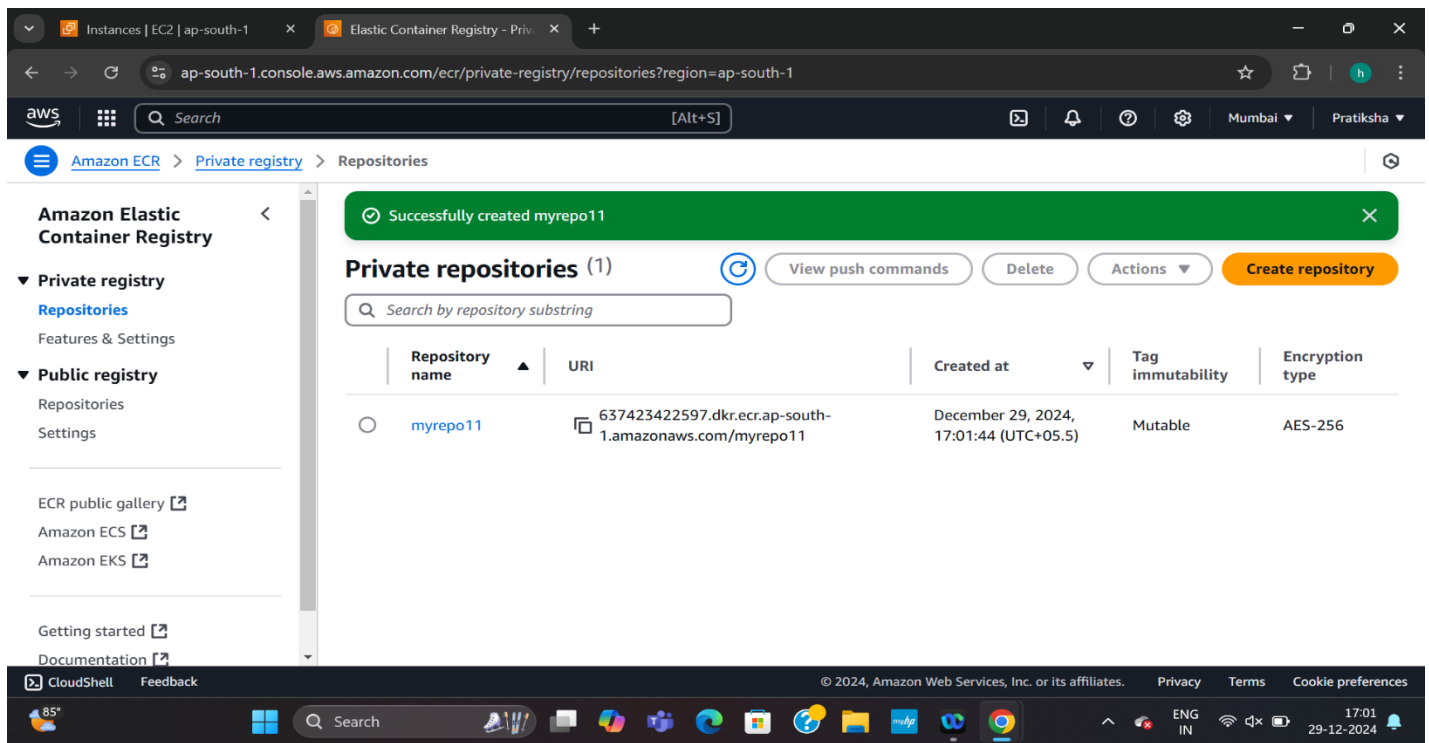 Instances | EC2 | ap-south-1
Elastic Container Registry - Priv
ap-south-1.console.aws.amazon.com/ecr/private-registry/repositories?region=ap-south-1
h
aws
Search [Alt+S]
Mumbai ▼
Pratiksha ▼
Amazon ECR > Private registry > Repositories
Amazon Elastic
Container Registry
Private registry
Repositories
Features & Settings
Public registry
Repositories
Settings
ECR public gallery
Amazon ECS
Amazon EKS
Getting started
Documentation
Successfully created myrepo11
Private repositories (1)
View push commands
Delete
Actions ▼
Create repository
Search by repository substring
Repository
name
URI
Created at
Tag
immutability
Encryption
type
myrepo11
637423422597.dkr.ecr.ap-south-
1.amazonaws.com/myrepo11
December 29, 2024,
17:01:44 (UTC+05.5)
Mutable
AES-256
CloudShell Feedback
© 2024, Amazon Web Services, Inc. or its affiliates. Privacy Terms Cookie preferences
85°
Search
myhp
ENG
IN
17:01
29-12-2024